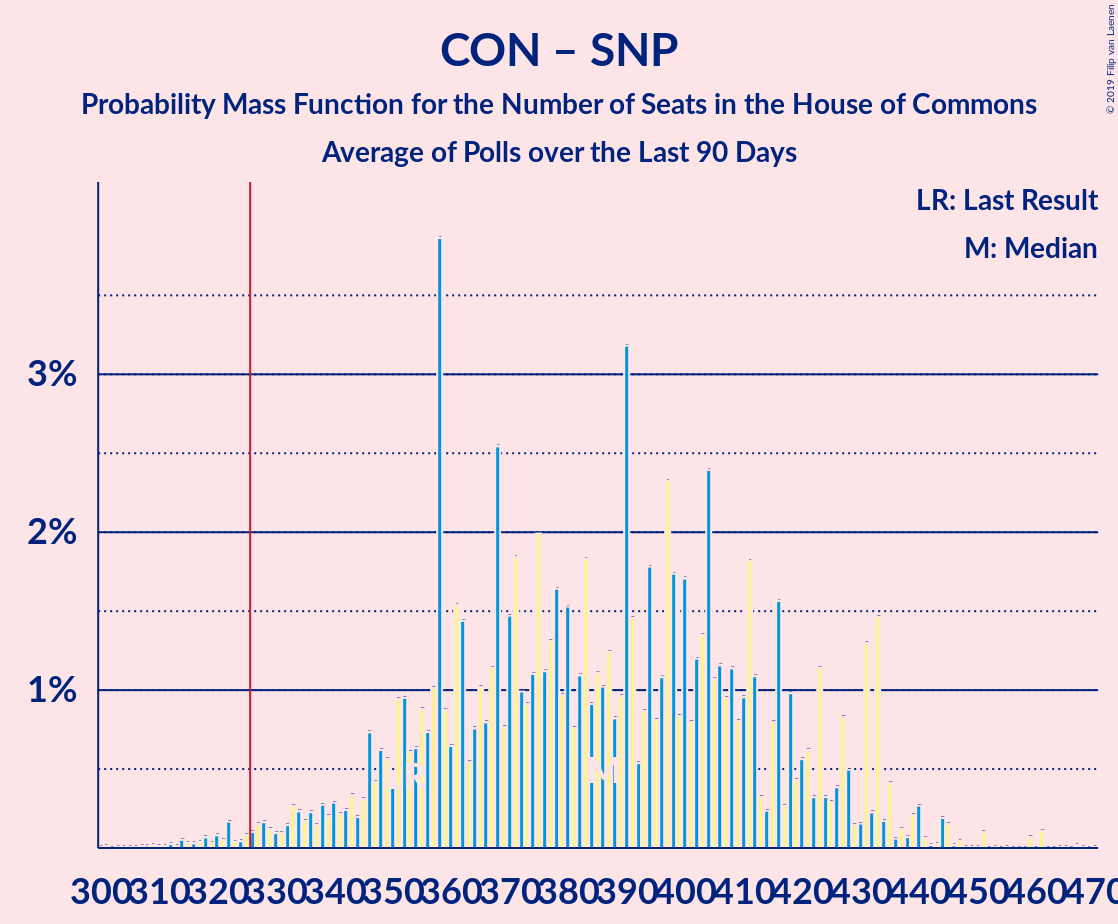 CON – SNP
Probability Mass Function for the Number of Seats in the House of Commons
Average of Polls over the Last 90 Days
© 2019 Filip van Laenen
LR: Last Result
M: Median
3%
2%
1%
M
300 310 320 330 340 350 360 370 380 390 400 410 420 430 440 450 460 470